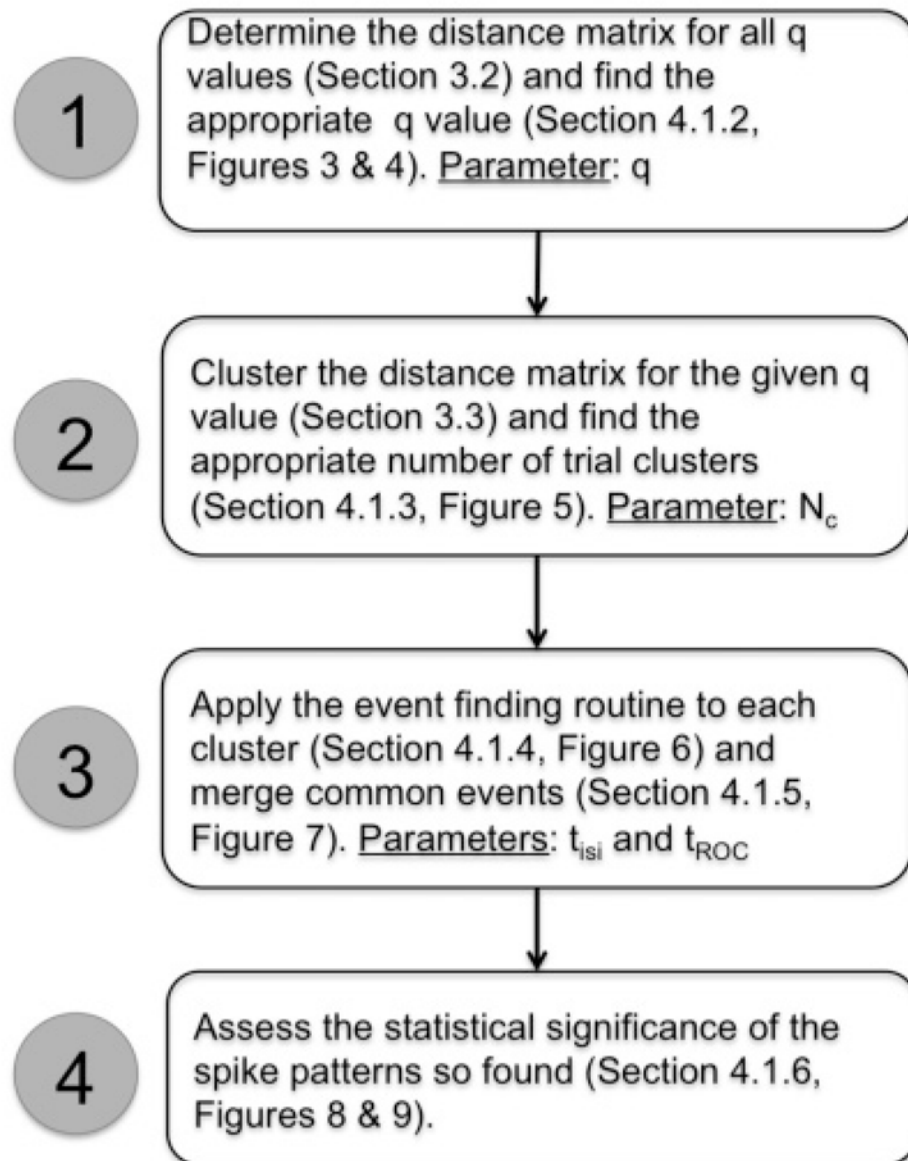 1
Determine the distance matrix for all q
values (Section 3.2) and find the
appropriate q value (Section 4.1.2,
Figures 3 & 4). Parameter: q
2
Cluster the distance matrix for the given q
value (Section 3.3) and find the
appropriate number of trial clusters
(Section 4.1.3, Figure 5). Parameter: N_c
3
Apply the event finding routine to each
cluster (Section 4.1.4, Figure 6) and
merge common events (Section 4.1.5,
Figure 7). Parameters: t_isi and t_ROC
4
Assess the statistical significance of the
spike patterns so found (Section 4.1.6,
Figures 8 & 9).